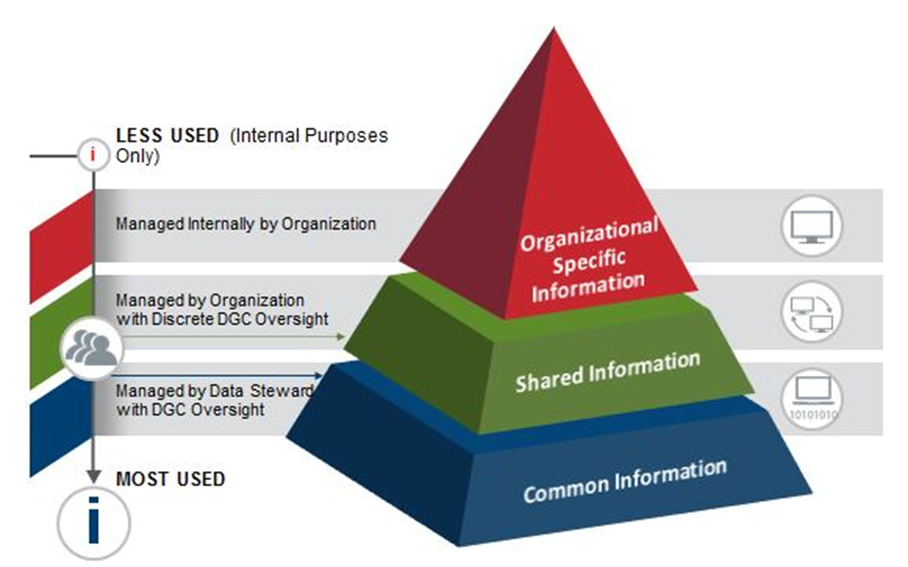 LESS USED (Internal Purposes
Only)
i
Managed Internally by Organization
Organizational
Specific
Information
Managed by Organization
with Discrete DGC Oversight
Shared Information
Managed by Data Steward
with DGC Oversight
10101010
Common Information
MOST USED
i